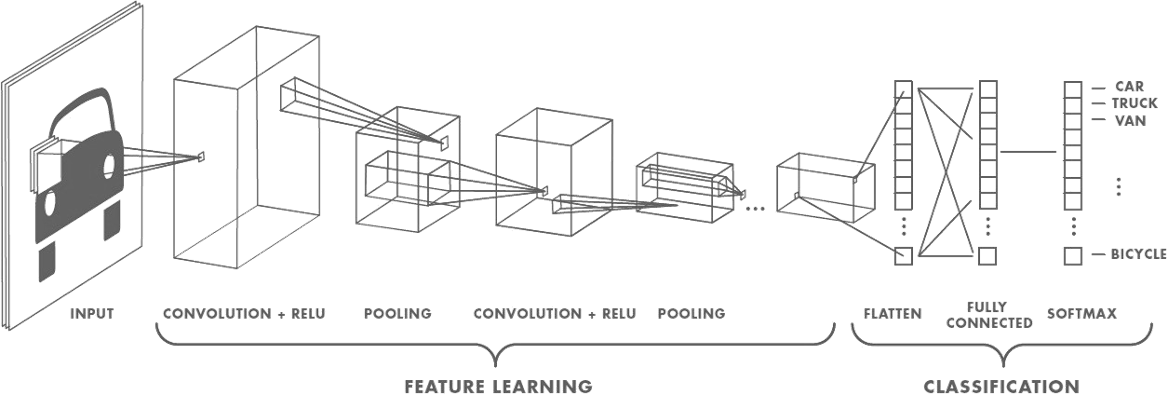 CAR
TRUCK
VAN
BICYCLE
INPUT
CONVOLUTION + RELU
POOLING
CONVOLUTION + RELU
POOLING
FLATTEN
FULLY
CONNECTED
SOFTMAX
FEATURE LEARNING
CLASSIFICATION